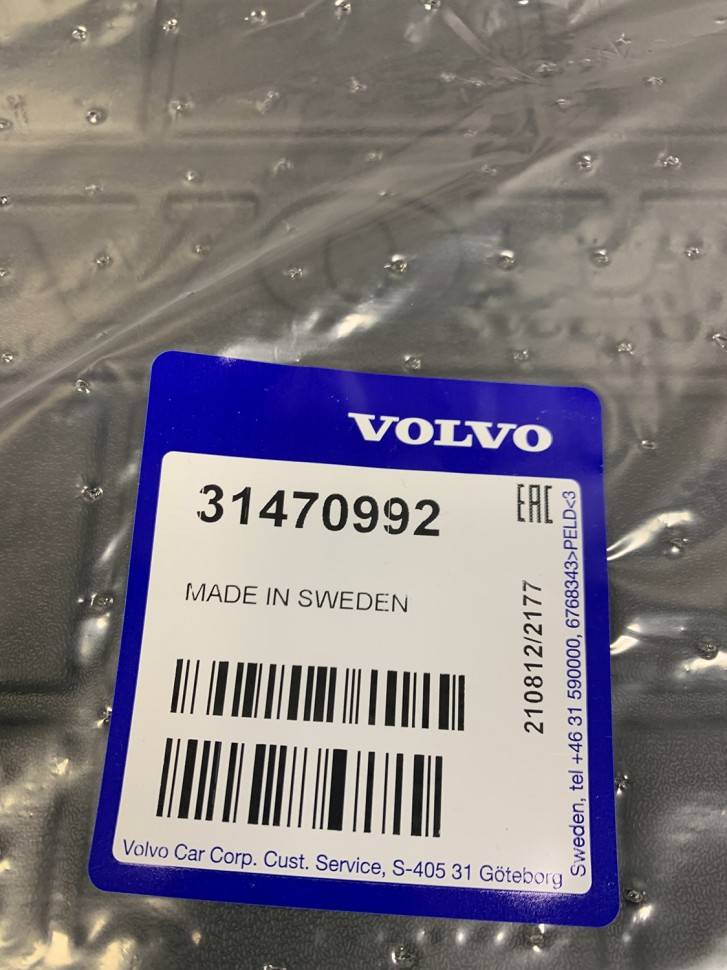 VOLVO
31470992
EAC
MADE IN SWEDEN
210812/2177
Volvo Car Corp. Cust. Service, S-405 31 Göteborg
Sweden, tel +46 31 590000, 6768343>PELD<3